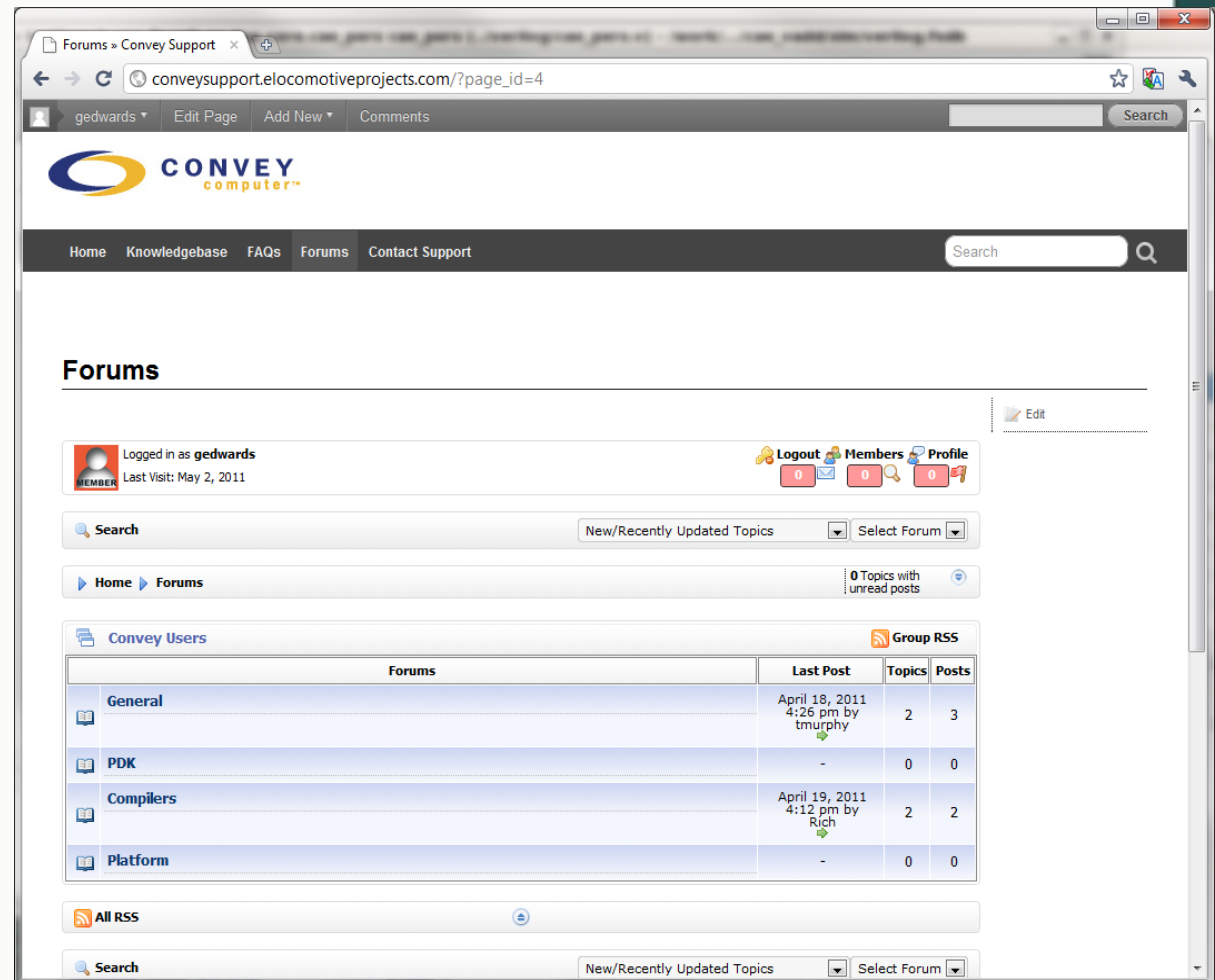 Forums » Convey Support
conveysupport.elocomotiveprojects.com/?page_id=4
gedwards Edit Page Add New Comments Search
CONVEY
computer™
Home Knowledgebase FAQs Forums Contact Support Search
Forums
Edit
Logged in as gedwards
Logout Members Profile
MEMBER Last Visit: May 2, 2011
0 0 0
Search New/Recently Updated Topics Select Forum
Home Forums
0 Topics with
unread posts
Convey Users Group RSS
Forums Last Post Topics Posts
General
April 18, 2011
4:26 pm by
tmurphy
2 3
PDK - 0 0
Compilers
April 19, 2011
4:12 pm by
Rich
2 2
Platform - 0 0
All RSS
Search New/Recently Updated Topics Select Forum